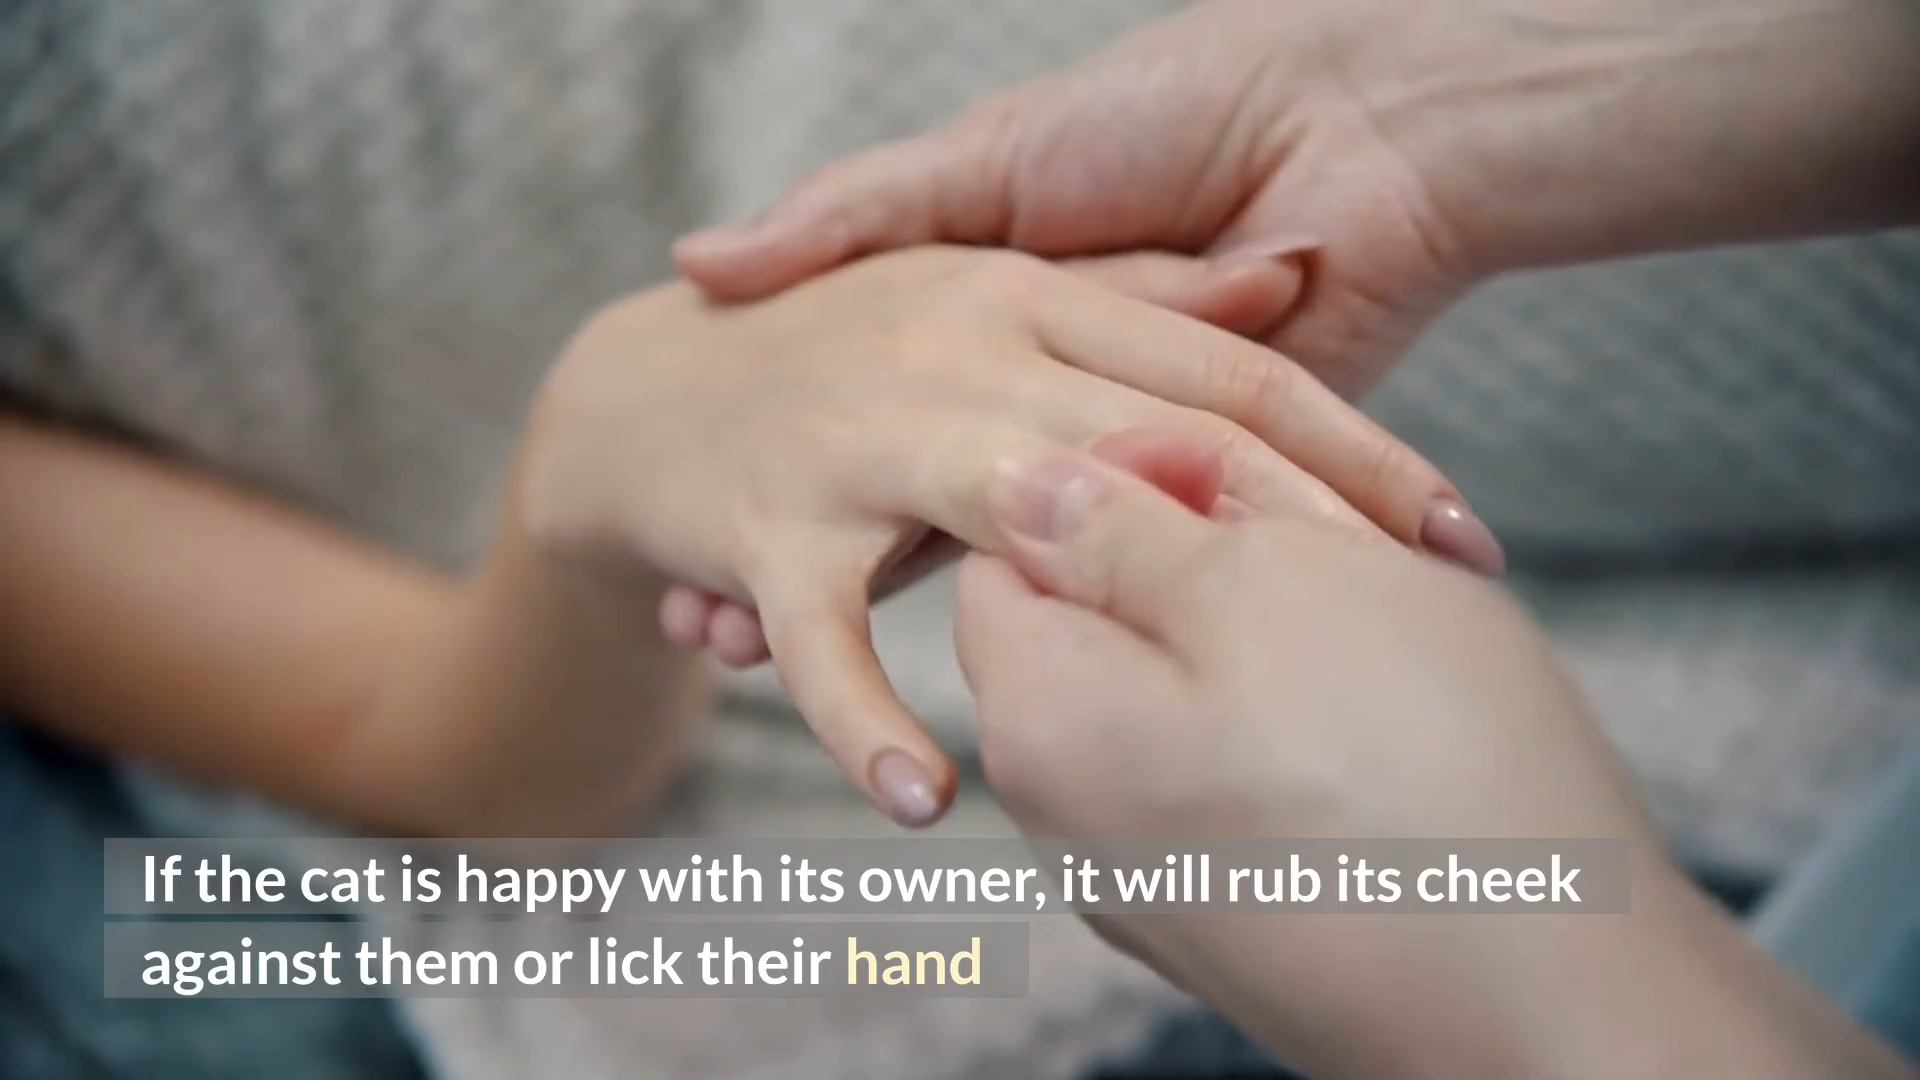 If the cat is happy with its owner, it will rub its cheek
against them or lick their hand